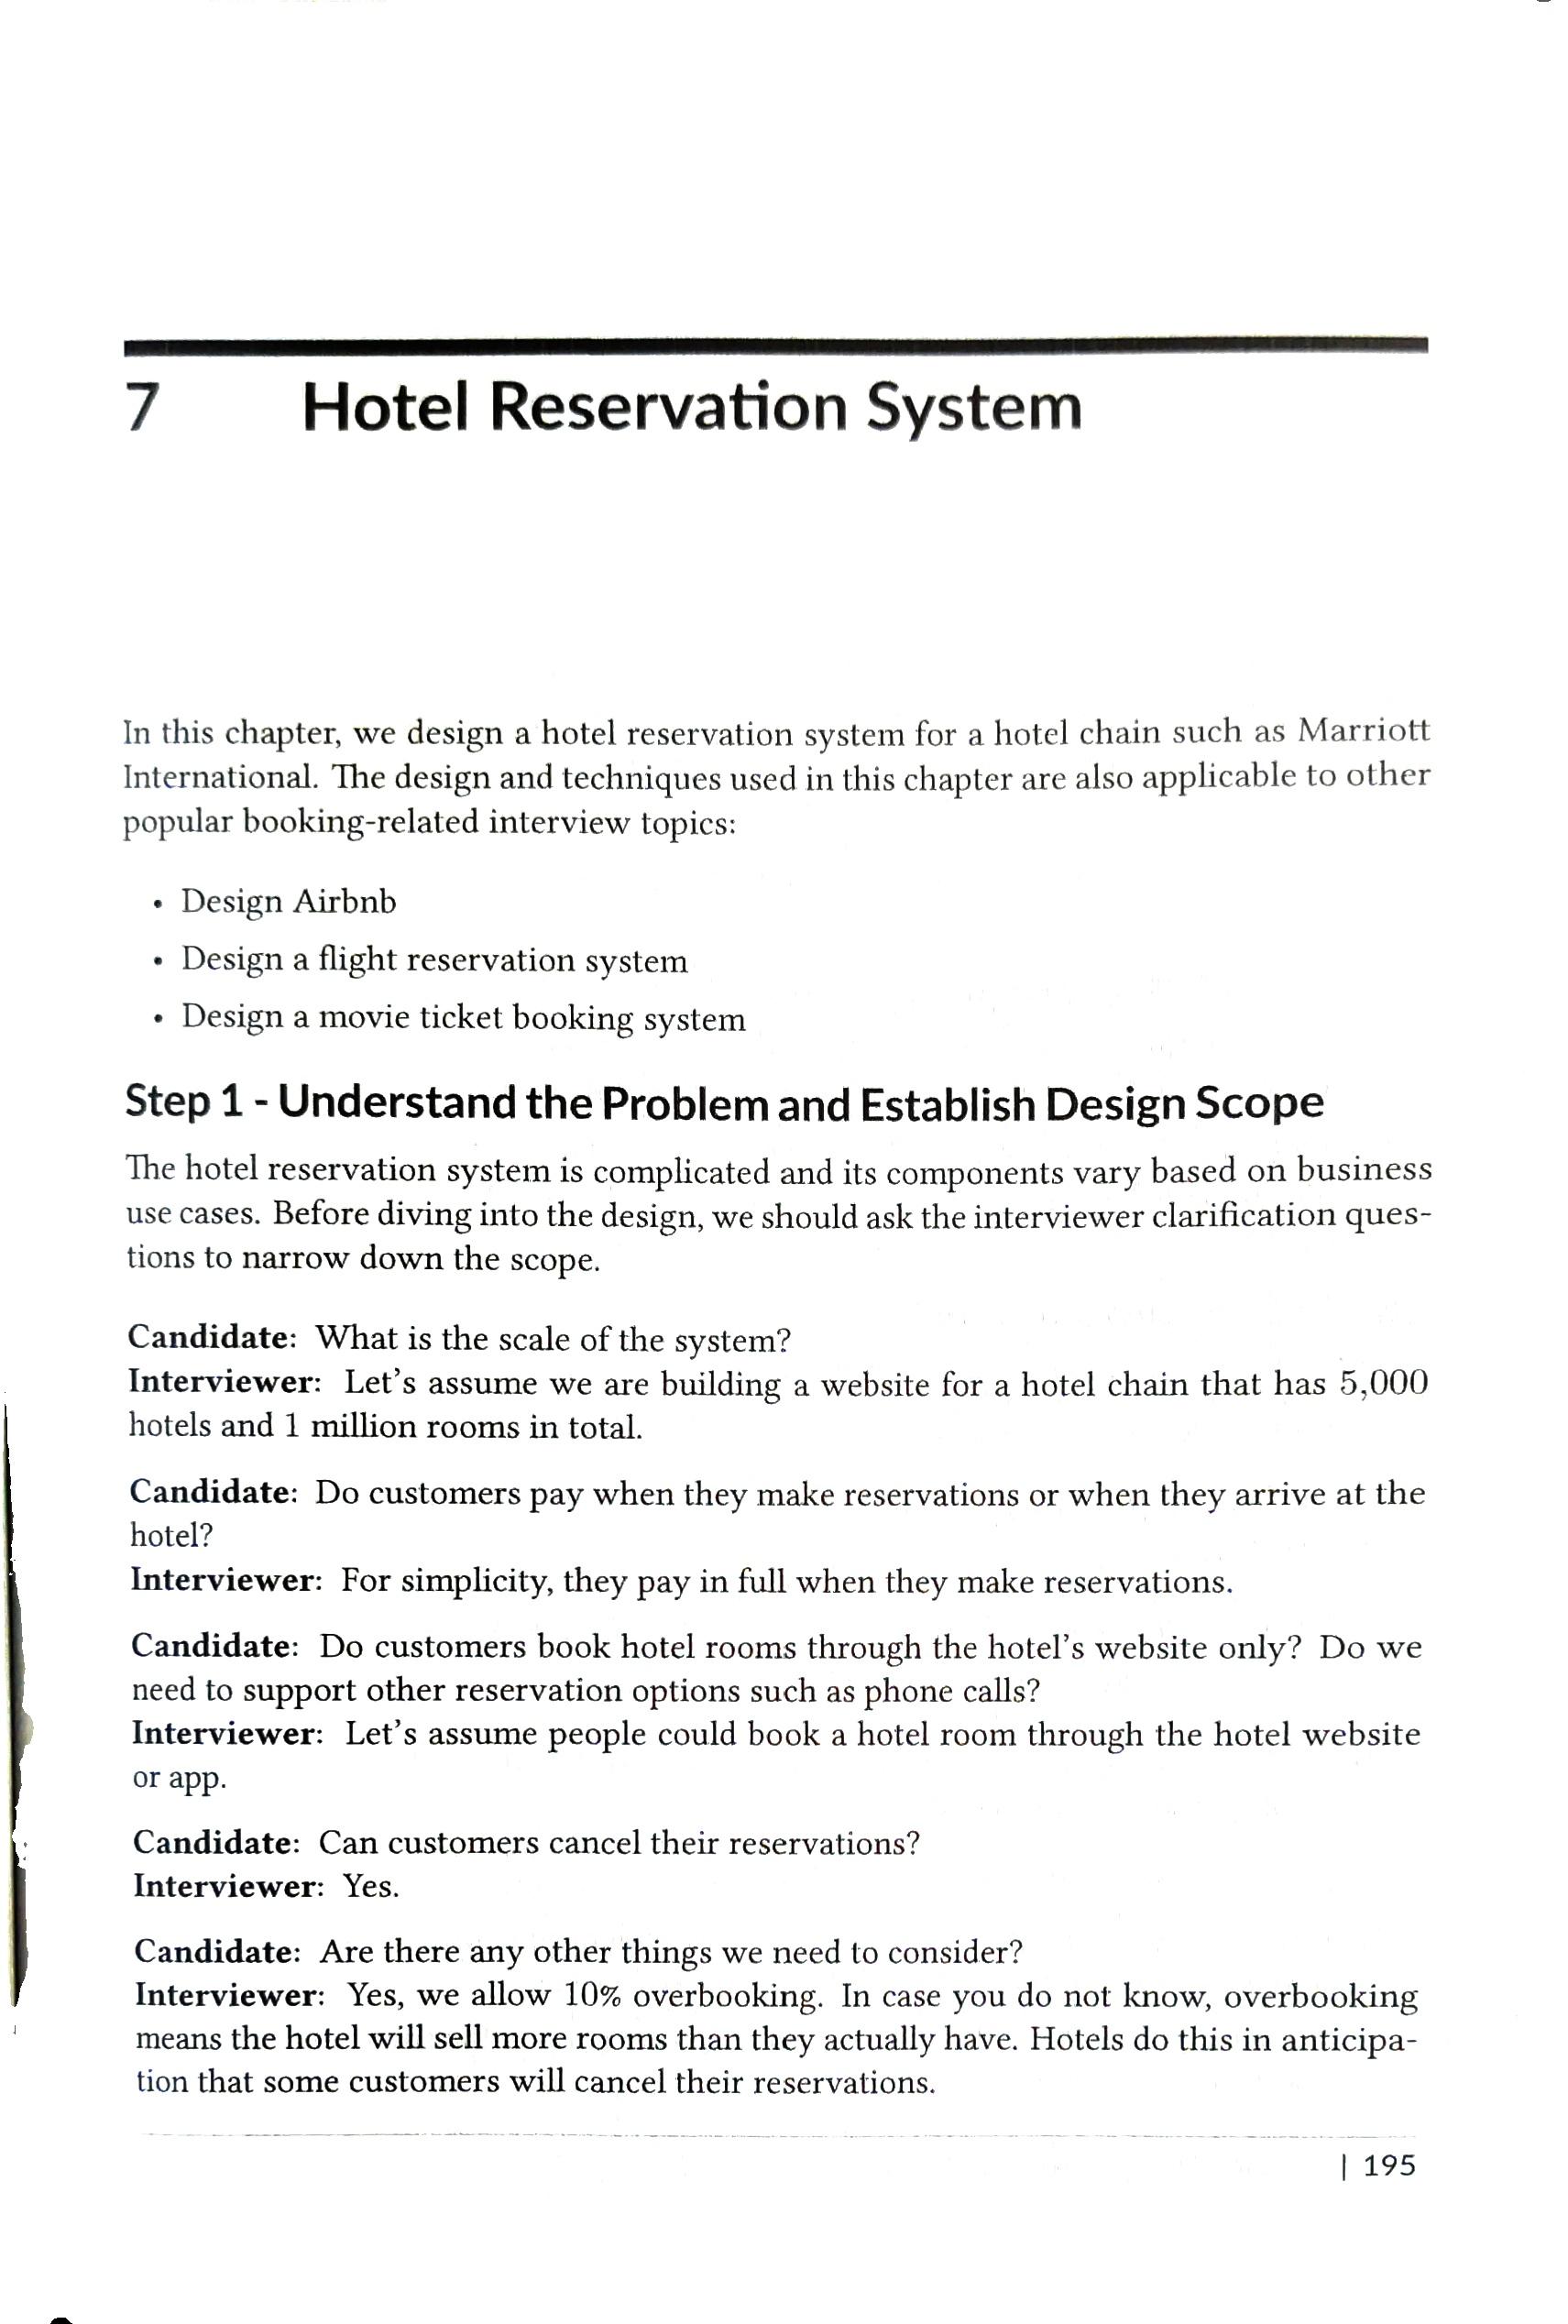 7 Hotel Reservation System
In this chapter, we design a hotel reservation system for a hotel chain such as Marriott
International. The design and techniques used in this chapter are also applicable to other
popular booking-related interview topics:
• Design Airbnb
• Design a flight reservation system
• Design a movie ticket booking system
Step 1 - Understand the Problem and Establish Design Scope
The hotel reservation system is complicated and its components vary based on business
use cases. Before diving into the design, we should ask the interviewer clarification ques-
tions to narrow down the scope.
Candidate: What is the scale of the system?
Interviewer: Let's assume we are building a website for a hotel chain that has 5,000
hotels and 1 million rooms in total.
Candidate: Do customers pay when they make reservations or when they arrive at the
hotel?
Interviewer: For simplicity, they pay in full when they make reservations.
Candidate: Do customers book hotel rooms through the hotel's website only? Do we
need to support other reservation options such as phone calls?
Interviewer: Let's assume people could book a hotel room through the hotel website
or app.
Candidate: Can customers cancel their reservations?
Interviewer: Yes.
Candidate: Are there any other things we need to consider?
Interviewer: Yes, we allow 10% overbooking. In case you do not know, overbooking
means the hotel will sell more rooms than they actually have. Hotels do this in anticipa-
tion that some customers will cancel their reservations.
| 195